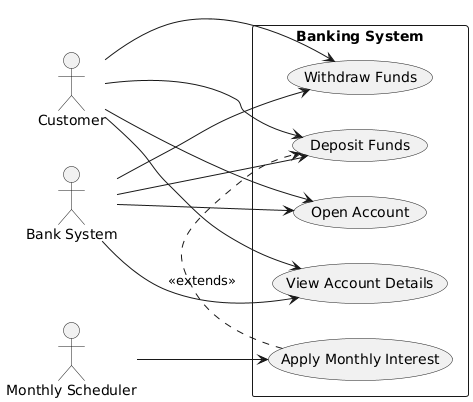 Banking System
Withdraw Funds
Customer
Deposit Funds
Bank System
Open Account
View Account Details
«extends»
Apply Monthly Interest
Monthly Scheduler